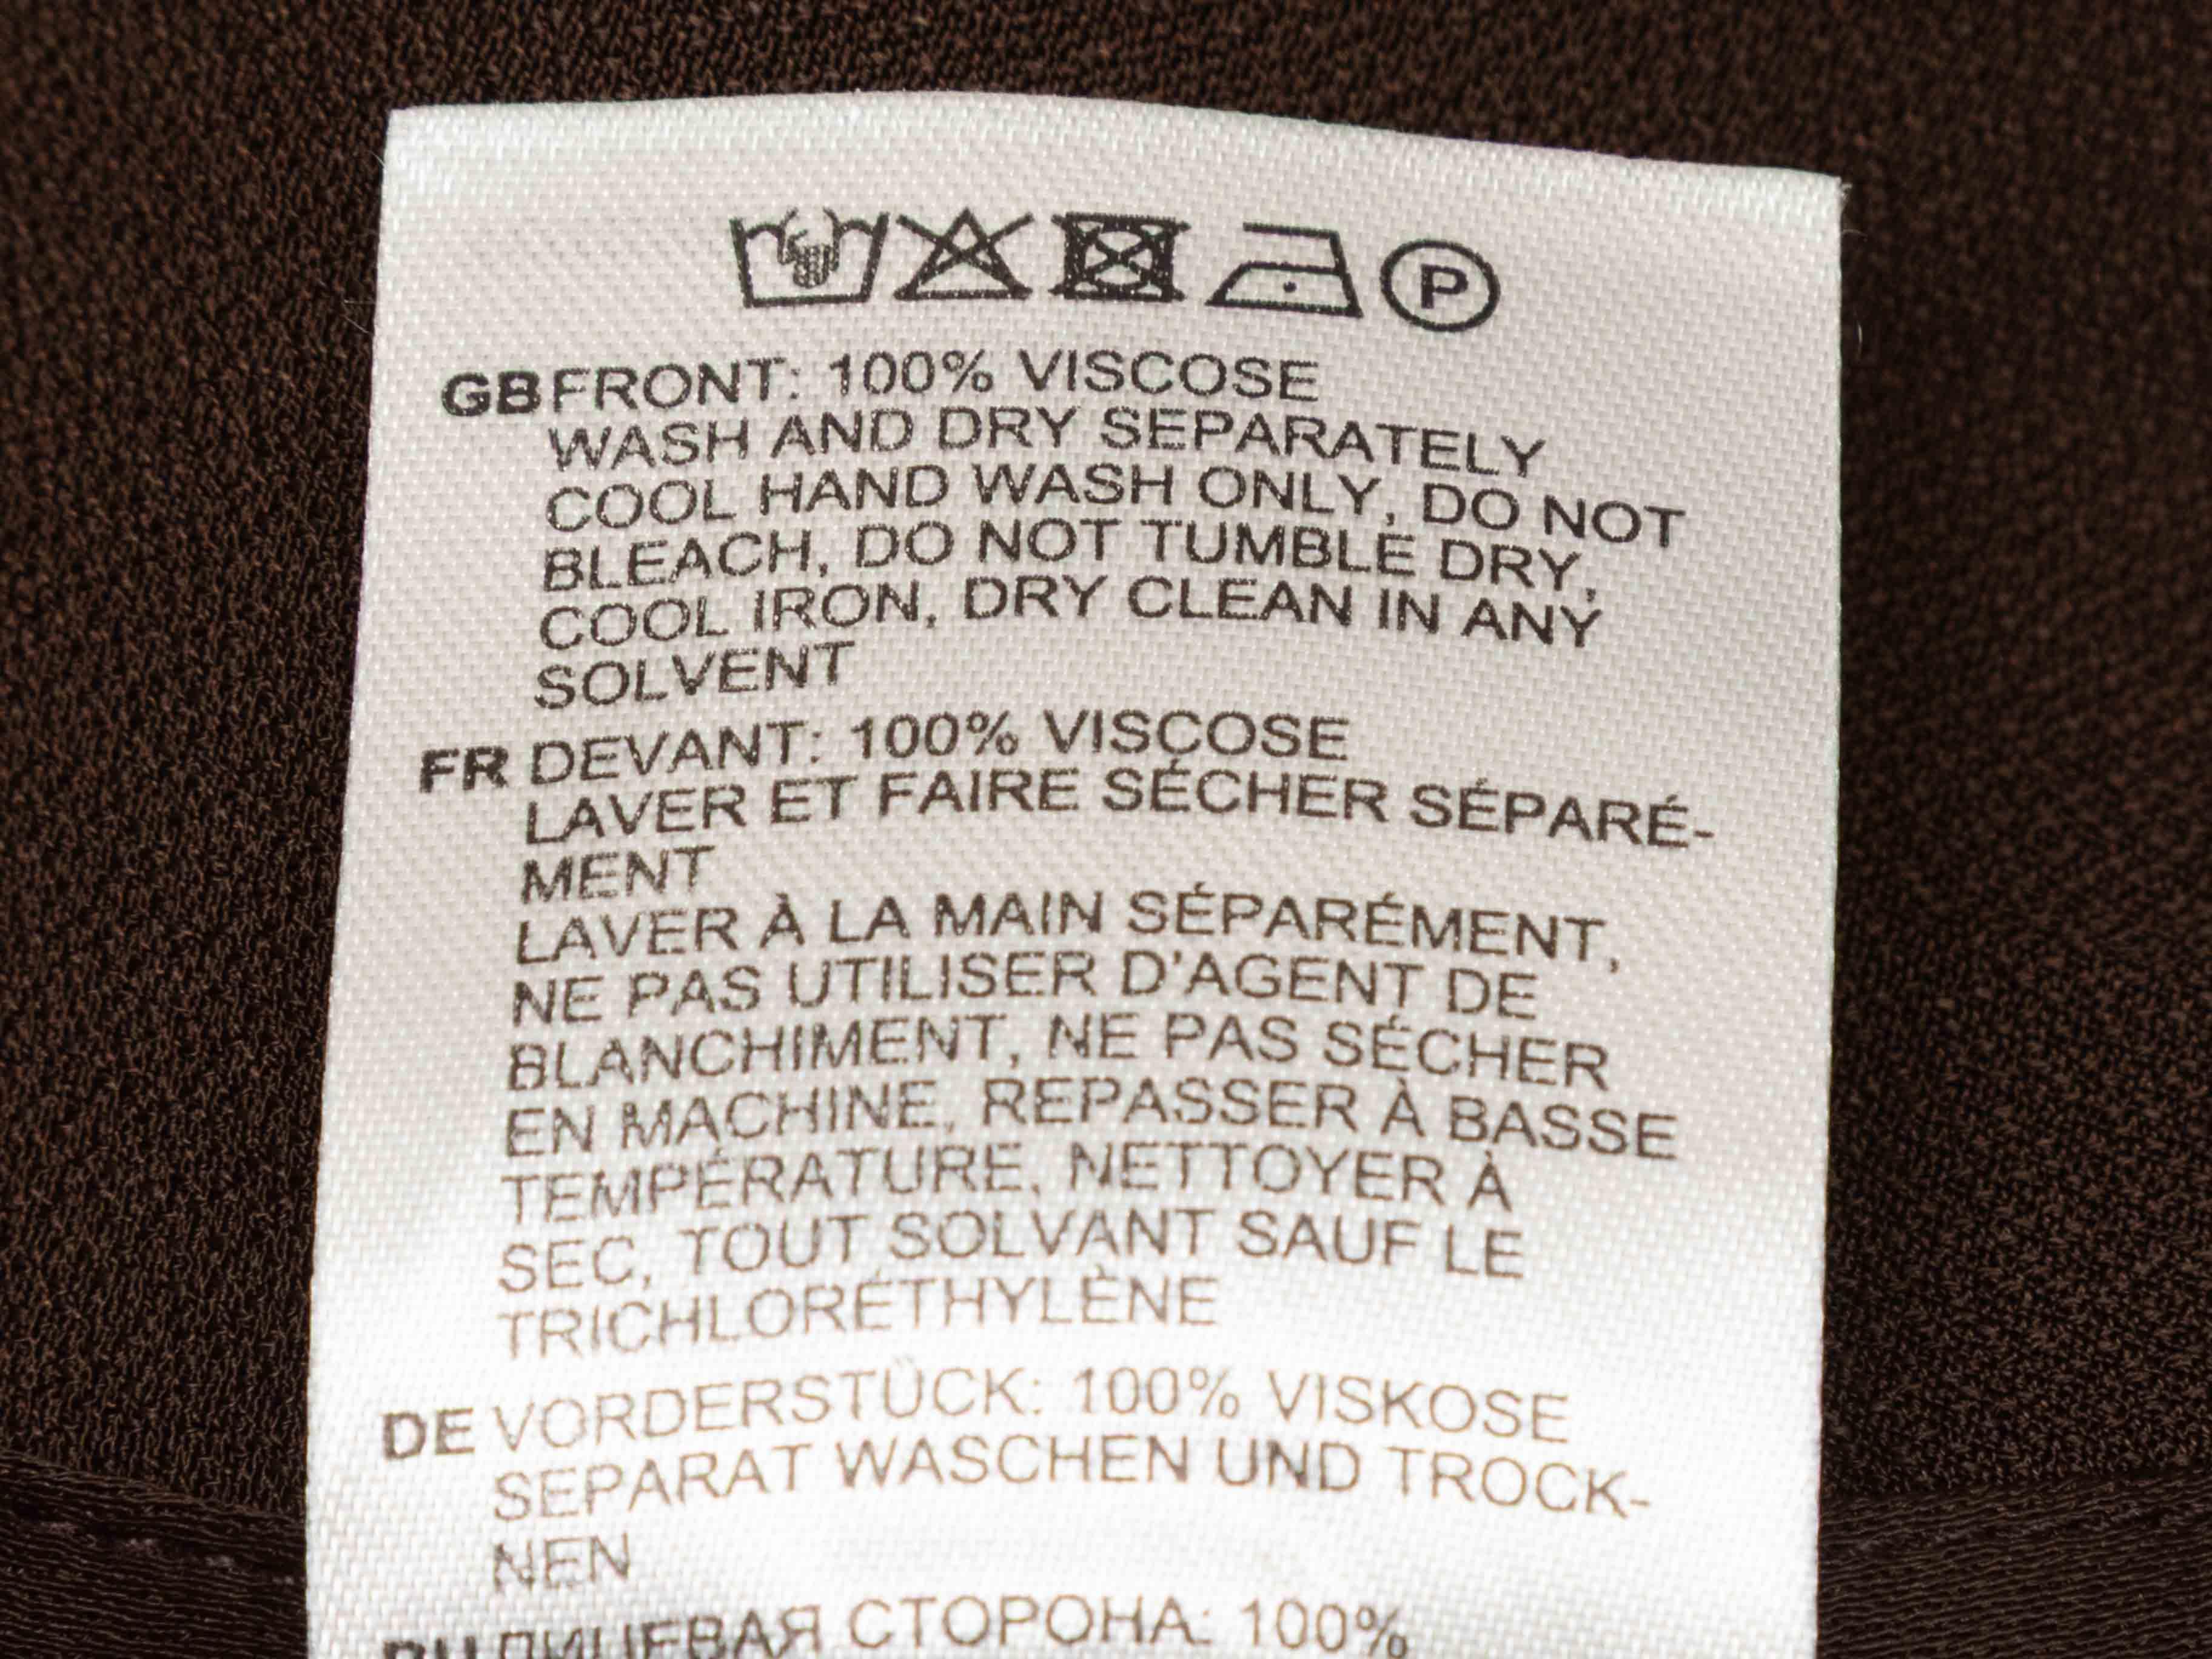 P
GB FRONT: 100% VISCOSE
WASH AND DRY SEPARATELY
COOL HAND WASH ONLY, DO NOT
BLEACH, DO NOT TUMBLE DRY,
COOL IRON, DRY CLEAN IN ANY
SOLVENT
FR DEVANT: 100% VISCOSE
LAVER ET FAIRE SÉCHER SÉPARÉ-
MENT
LAVER À LA MAIN SÉPARÉMENT,
NE PAS UTILISER D'AGENT DE
BLANCHIMENT, NE PAS SÉCHER
EN MACHINE, REPASSER À BASSE
TEMPÉRATURE, NETTOYER À
SEC, TOUT SOLVANT SAUF LE
TRICHLORÉTHYLÈNE
DE VORDERSTÜCK: 100% VISKOSE
SEPARAT WASCHEN UND TROCK-
NEN
RU ЛИЦЕВАЯ СТОРОНА: 100%